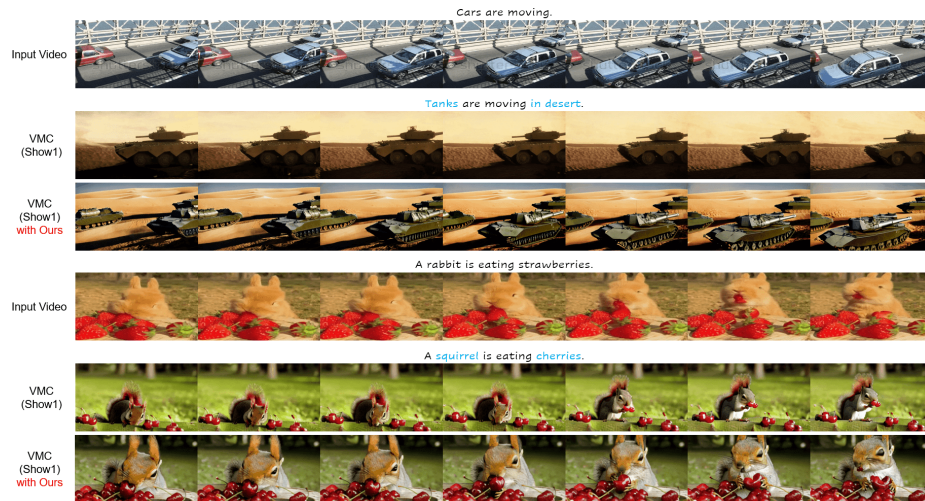 Cars are moving.
Input Video
Tanks are moving in desert.
VMC
(Show1)
VMC
(Show1)
with Ours
A rabbit is eating strawberries.
Input Video
A squirrel is eating cherries.
VMC
(Show1)
VMC
(Show1)
with Ours